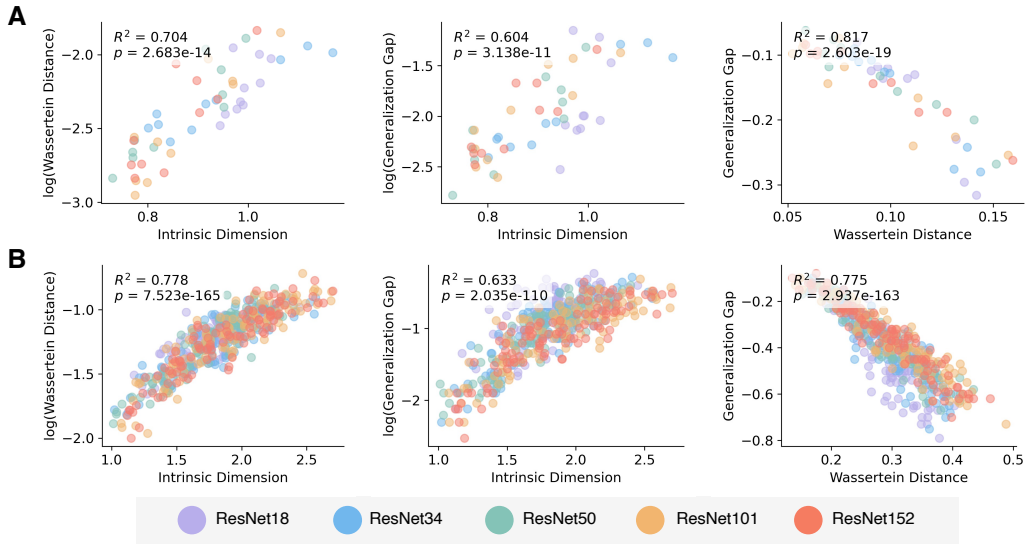 A
R² = 0.704
p = 2.683e-14
log(Wassertein Distance)
−2.0
−2.5
−3.0
0.8
1.0
Intrinsic Dimension
R² = 0.604
p = 3.138e-11
log(Generalization Gap)
−1.5
−2.0
−2.5
0.8
1.0
Intrinsic Dimension
R² = 0.817
p = 2.603e-19
Generalization Gap
−0.1
−0.2
−0.3
0.05
0.10
0.15
Wassertein Distance
B
R² = 0.778
p = 7.523e-165
log(Wassertein Distance)
−1.0
−1.5
−2.0
1.0
1.5
2.0
2.5
Intrinsic Dimension
R² = 0.633
p = 2.035e-110
log(Generalization Gap)
−1
−2
1.0
1.5
2.0
2.5
Intrinsic Dimension
R² = 0.775
p = 2.937e-163
Generalization Gap
−0.2
−0.4
−0.6
−0.8
0.2
0.3
0.4
0.5
Wassertein Distance
ResNet18
ResNet34
ResNet50
ResNet101
ResNet152